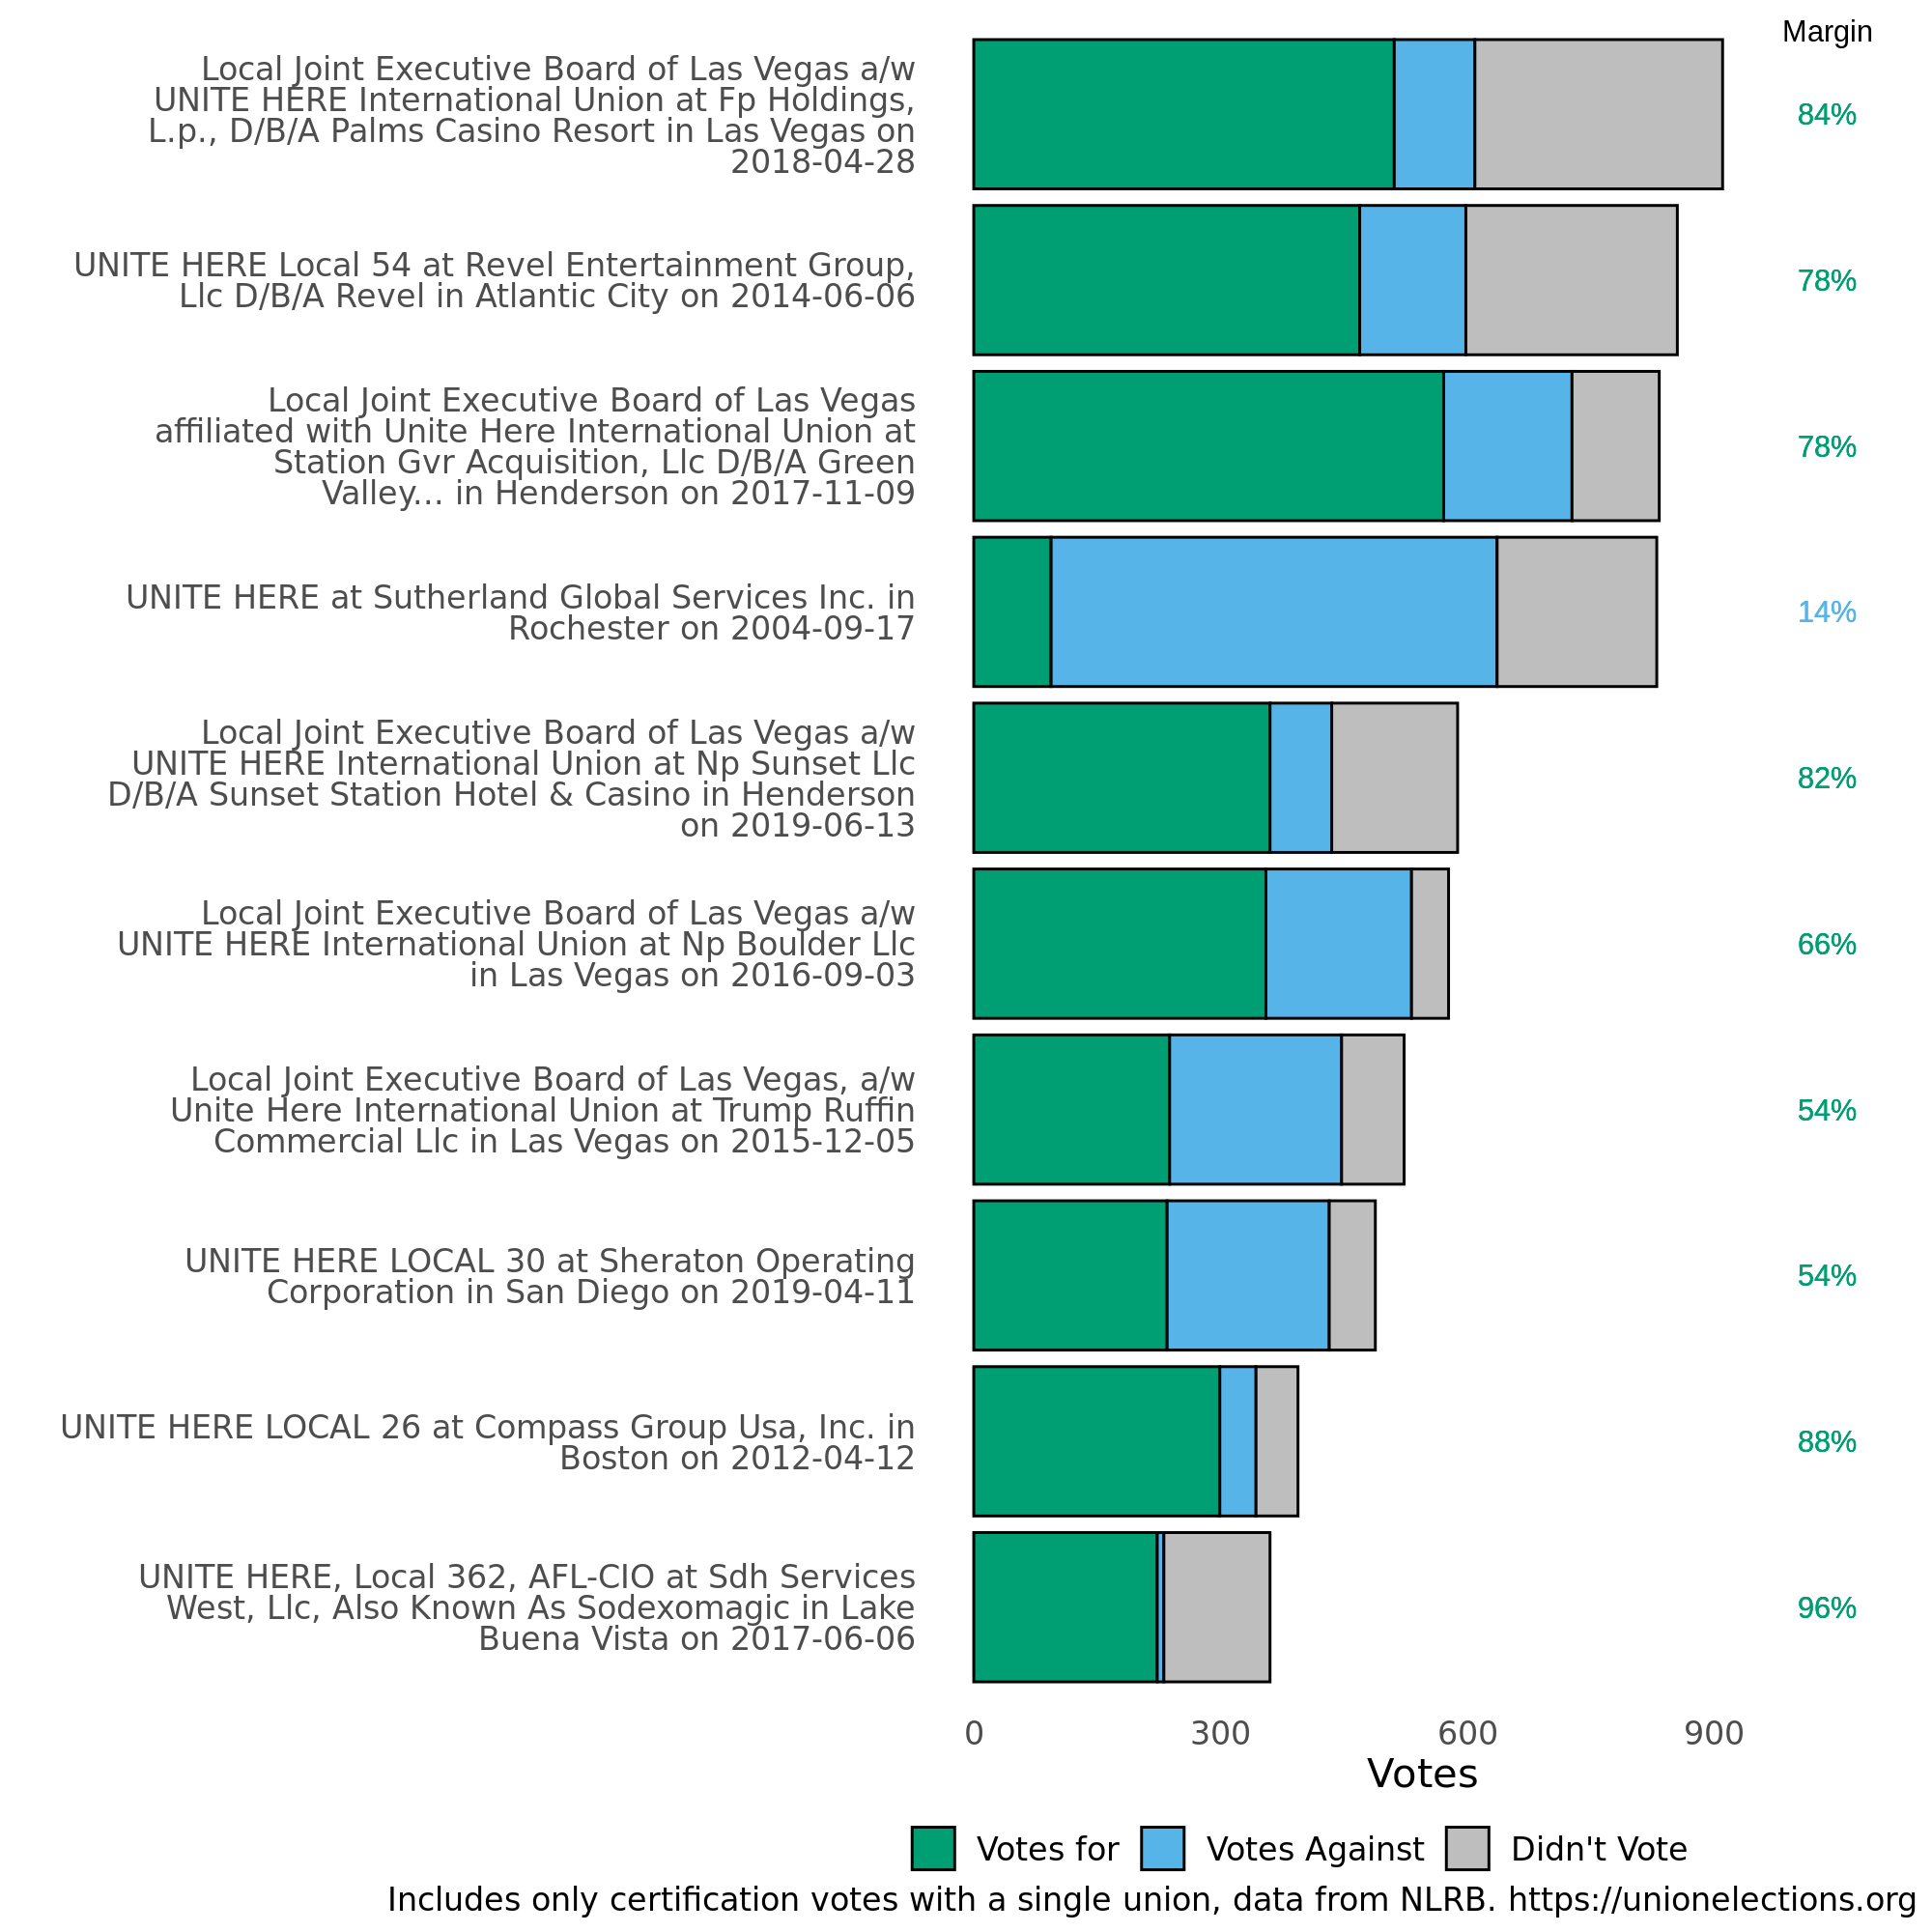 Margin
Local Joint Executive Board of Las Vegas a/w
UNITE HERE International Union at Fp Holdings,
L.p., D/B/A Palms Casino Resort in Las Vegas on
2018-04-28
84%
UNITE HERE Local 54 at Revel Entertainment Group,
Llc D/B/A Revel in Atlantic City on 2014-06-06
78%
Local Joint Executive Board of Las Vegas
affiliated with Unite Here International Union at
Station Gvr Acquisition, Llc D/B/A Green
Valley... in Henderson on 2017-11-09
78%
UNITE HERE at Sutherland Global Services Inc. in
Rochester on 2004-09-17
14%
Local Joint Executive Board of Las Vegas a/w
UNITE HERE International Union at Np Sunset Llc
D/B/A Sunset Station Hotel & Casino in Henderson
on 2019-06-13
82%
Local Joint Executive Board of Las Vegas a/w
UNITE HERE International Union at Np Boulder Llc
in Las Vegas on 2016-09-03
66%
Local Joint Executive Board of Las Vegas, a/w
Unite Here International Union at Trump Ruffin
Commercial Llc in Las Vegas on 2015-12-05
54%
UNITE HERE LOCAL 30 at Sheraton Operating
Corporation in San Diego on 2019-04-11
54%
UNITE HERE LOCAL 26 at Compass Group Usa, Inc. in
Boston on 2012-04-12
88%
UNITE HERE, Local 362, AFL-CIO at Sdh Services
West, Llc, Also Known As Sodexomagic in Lake
Buena Vista on 2017-06-06
96%
0 300 600 900
Votes
Votes for Votes Against Didn't Vote
Includes only certification votes with a single union, data from NLRB. https://unionelections.org